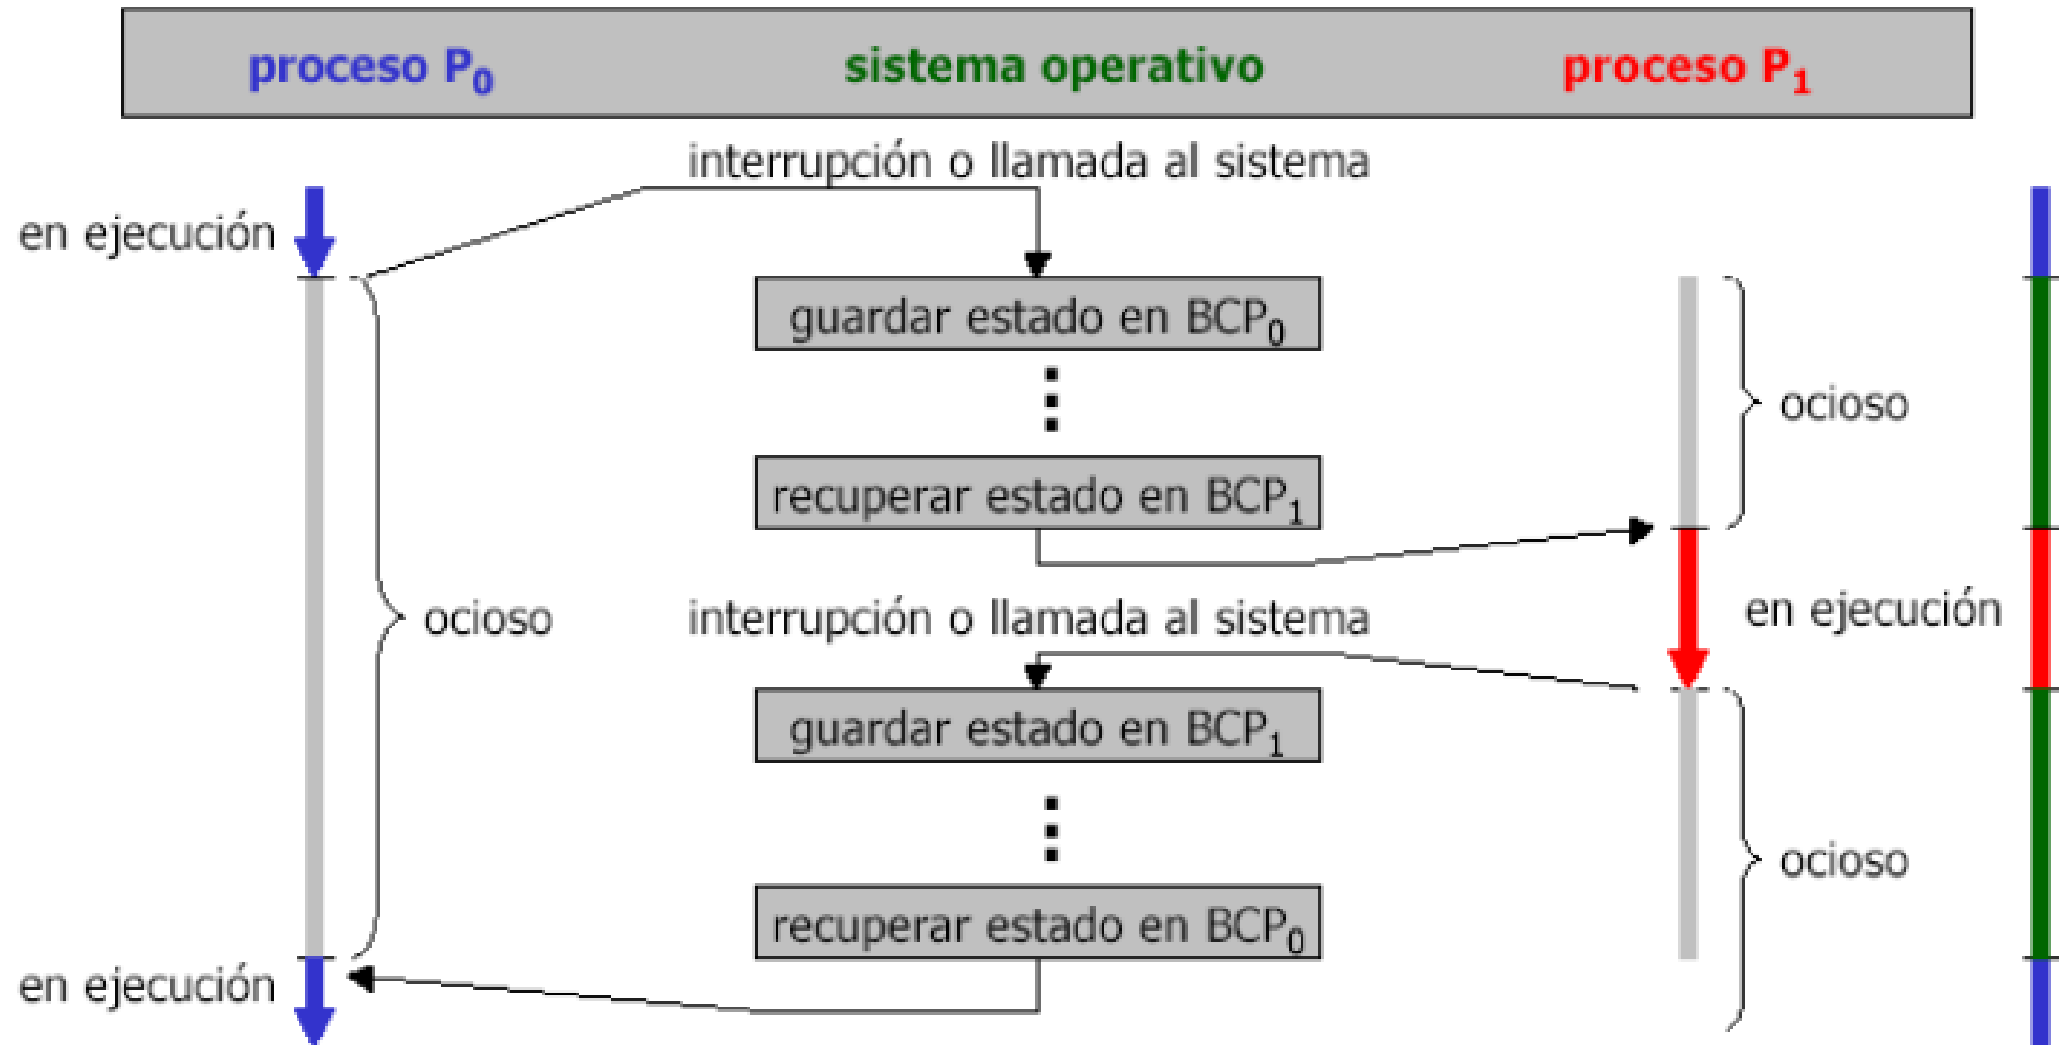 proceso P0
sistema operativo
proceso P1
interrupción o llamada al sistema
en ejecución
guardar estado en BCP0
ocioso
recuperar estado en BCP1
ocioso
interrupción o llamada al sistema
en ejecución
guardar estado en BCP1
ocioso
recuperar estado en BCP0
en ejecución